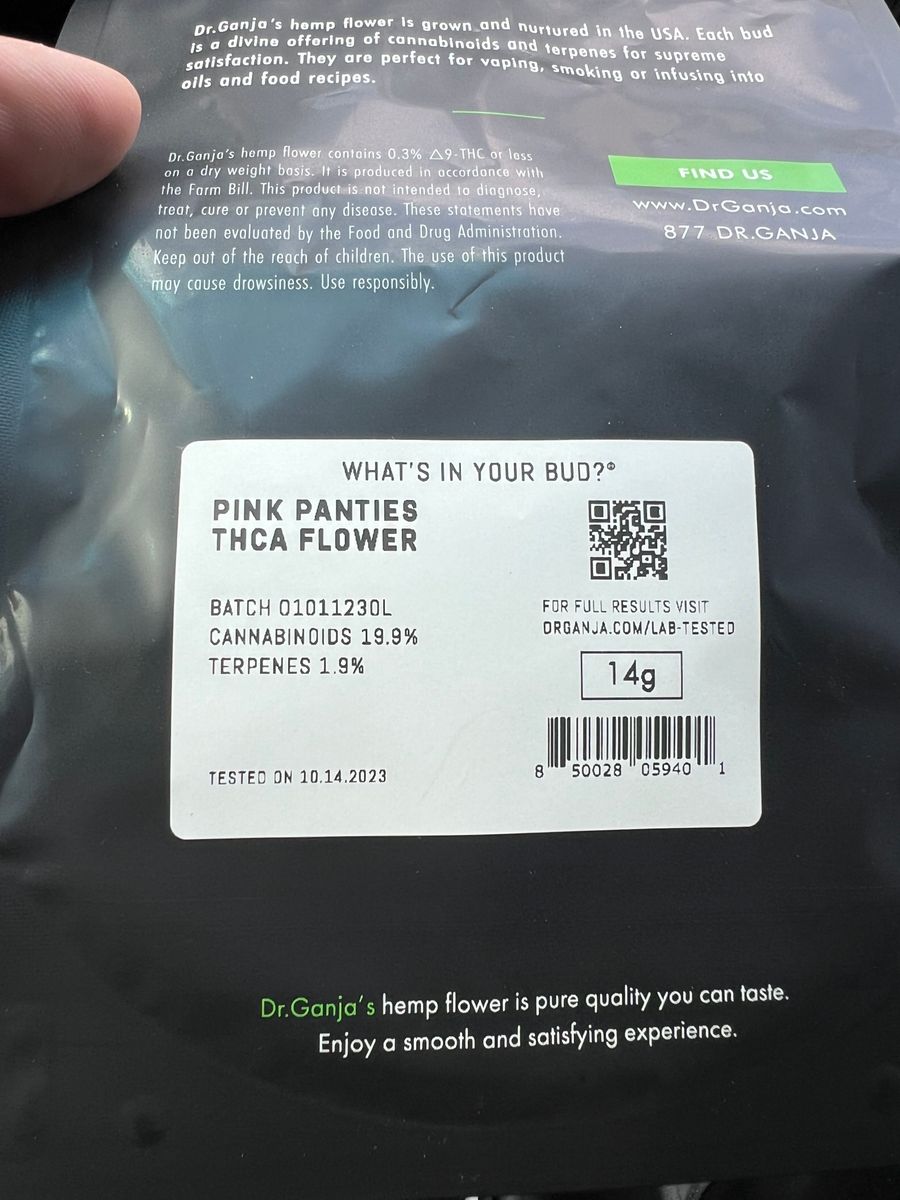 Dr.Ganja's hemp flower is grown and nurtured in the USA. Each bud
is a divine offering of cannabinoids and terpenes for supreme
satisfaction. They are perfect for vaping, smoking or infusing into
oils and food recipes.
Dr.Ganja's hemp flower contains 0.3% Δ9-THC or less
on a dry weight basis. It is produced in accordance with
the Farm Bill. This product is not intended to diagnose,
treat, cure or prevent any disease. These statements have
not been evaluated by the Food and Drug Administration.
Keep out of the reach of children. The use of this product
may cause drowsiness. Use responsibly.
FIND US
www.DrGanja.com
877 DR.GANJA
WHAT'S IN YOUR BUD?®
PINK PANTIES
THCA FLOWER
BATCH 01011230L
CANNABINOIDS 19.9%
TERPENES 1.9%
TESTED ON 10.14.2023
FOR FULL RESULTS VISIT
DRGANJA.COM/LAB-TESTED
14g
8 50028 05940 1
Dr.Ganja's hemp flower is pure quality you can taste.
Enjoy a smooth and satisfying experience.